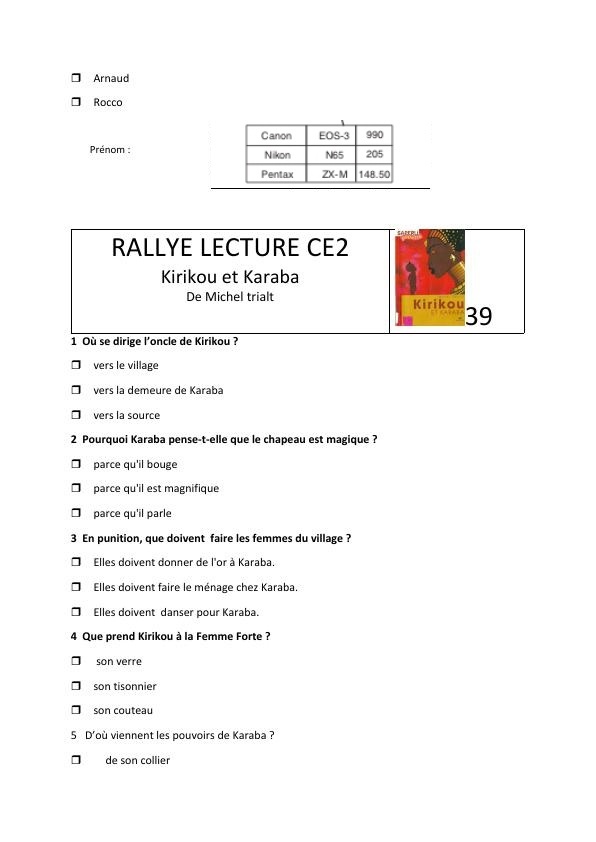 ❒ Arnaud
❒ Rocco
Prénom :
Canon EOS-3 990
Nikon N65 205
Pentax ZX-M 148.50
RALLYE LECTURE CE2
Kirikou et Karaba
De Michel trialt
Kirikou
ET KARABA
39
1 Où se dirige l’oncle de Kirikou ?
❒ vers le village
❒ vers la demeure de Karaba
❒ vers la source
2 Pourquoi Karaba pense-t-elle que le chapeau est magique ?
❒ parce qu'il bouge
❒ parce qu'il est magnifique
❒ parce qu'il parle
3 En punition, que doivent faire les femmes du village ?
❒ Elles doivent donner de l'or à Karaba.
❒ Elles doivent faire le ménage chez Karaba.
❒ Elles doivent danser pour Karaba.
4 Que prend Kirikou à la Femme Forte ?
❒ son verre
❒ son tisonnier
❒ son couteau
5 D’où viennent les pouvoirs de Karaba ?
❒ de son collier